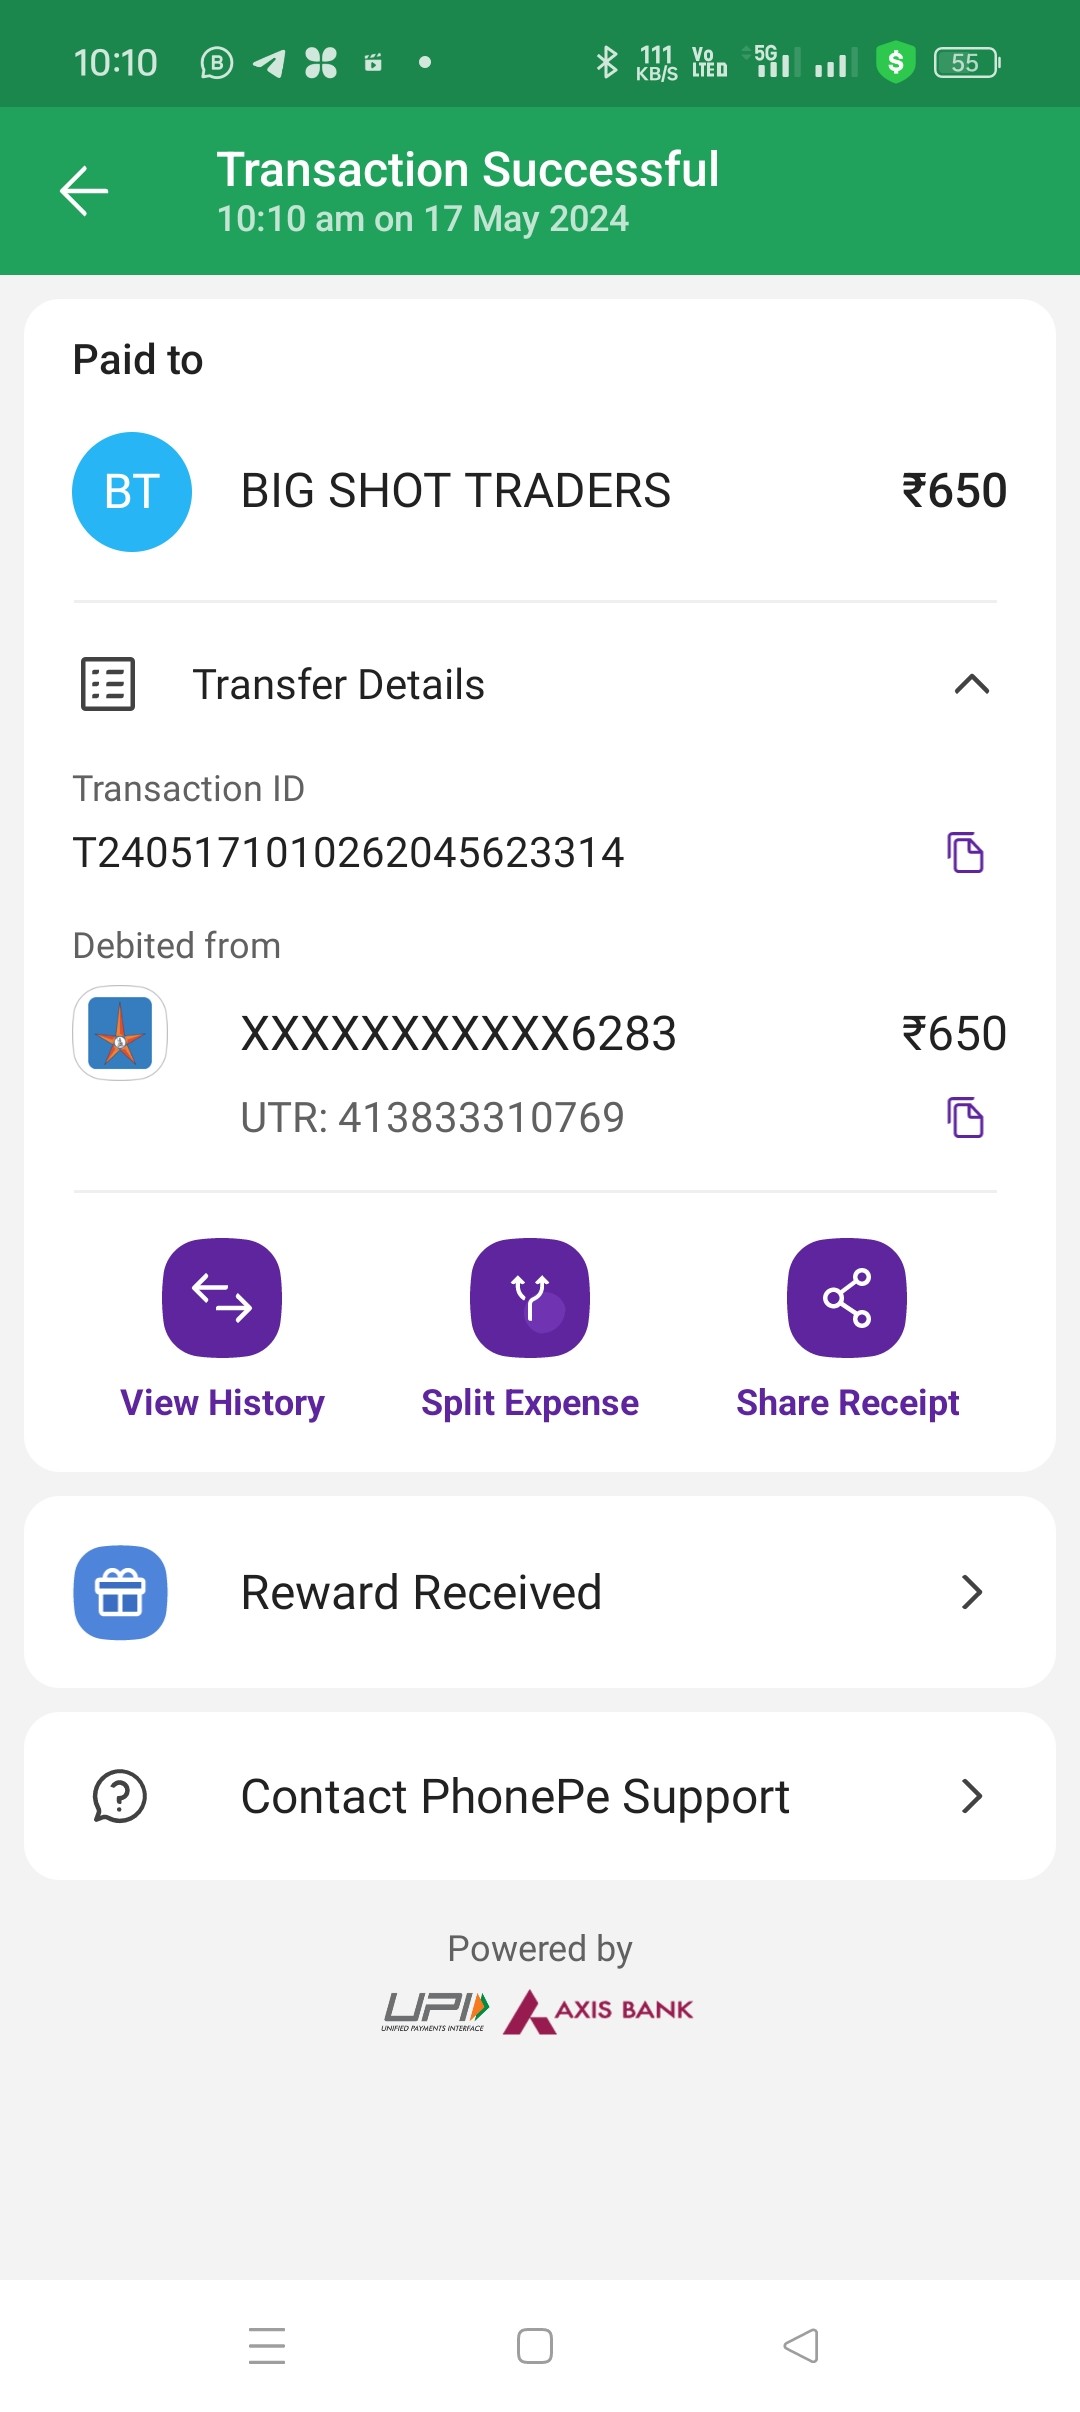 10:10
B
111 KB/S
Vo LTED
5G
$
55
Transaction Successful
10:10 am on 17 May 2024
Paid to
BT
BIG SHOT TRADERS
₹650
Transfer Details
Transaction ID
T2405171010262045623314
Debited from
XXXXXXXXXXX6283
₹650
UTR: 413833310769
View History
Split Expense
Share Receipt
Reward Received
Contact PhonePe Support
Powered by
UPI
UNIFIED PAYMENTS INTERFACE
AXIS BANK